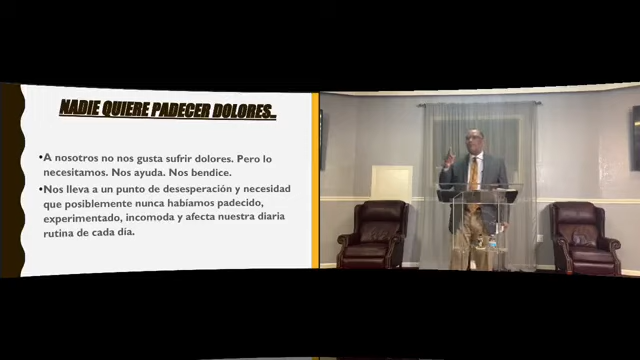 NADIE QUIERE PADECER DOLORES..
•A nosotros no nos gusta sufrir dolores. Pero lo
necesitamos. Nos ayuda. Nos bendice.
•Nos lleva a un punto de desesperación y necesidad
que posiblemente nunca habíamos padecido,
experimentado, incomoda y afecta nuestra diaria
rutina de cada día.